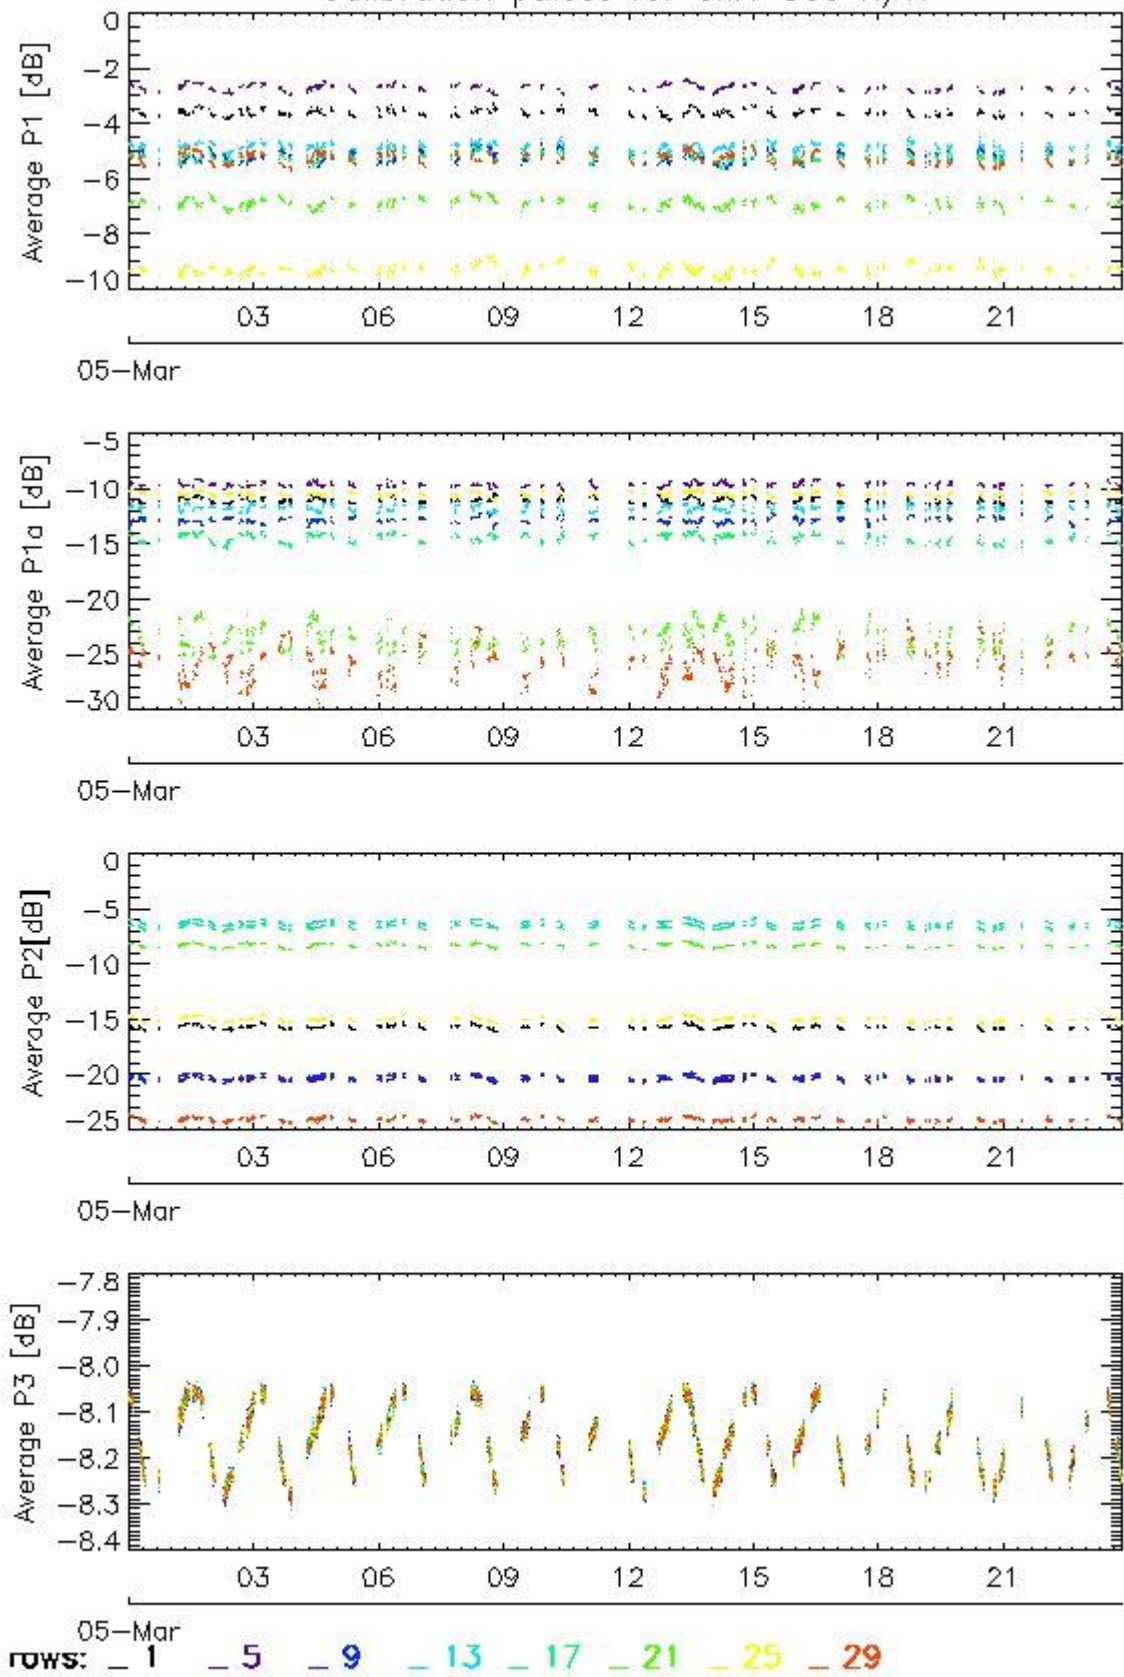 0
-2
-4
-6
-8
-10
Average P1 [dB]
03 06 09 12 15 18 21
05-Mar
-5
-10
-15
-20
-25
-30
Average P1a [dB]
03 06 09 12 15 18 21
05-Mar
0
-5
-10
-15
-20
-25
Average P2[dB]
03 06 09 12 15 18 21
05-Mar
-7.8
-7.9
-8.0
-8.1
-8.2
-8.3
-8.4
Average P3 [dB]
03 06 09 12 15 18 21
05-Mar
rows: _ 1 _ 5 _ 9 _ 13 _ 17 _ 21 _ 25 _ 29